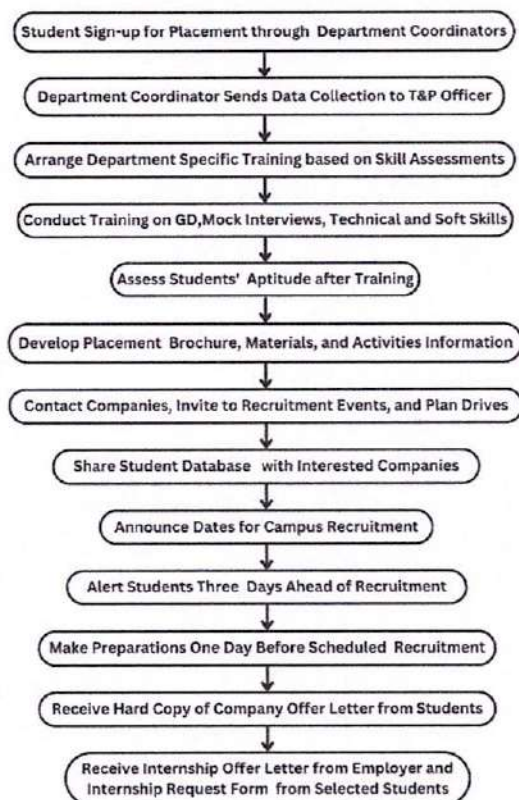 Student Sign-up for Placement through Department Coordinators
Department Coordinator Sends Data Collection to T&P Officer
Arrange Department Specific Training based on Skill Assessments
Conduct Training on GD,Mock Interviews, Technical and Soft Skills
Assess Students' Aptitude after Training
Develop Placement Brochure, Materials, and Activities Information
Contact Companies, Invite to Recruitment Events, and Plan Drives
Share Student Database with Interested Companies
Announce Dates for Campus Recruitment
Alert Students Three Days Ahead of Recruitment
Make Preparations One Day Before Scheduled Recruitment
Receive Hard Copy of Company Offer Letter from Students
Receive Internship Offer Letter from Employer and
Internship Request Form from Selected Students